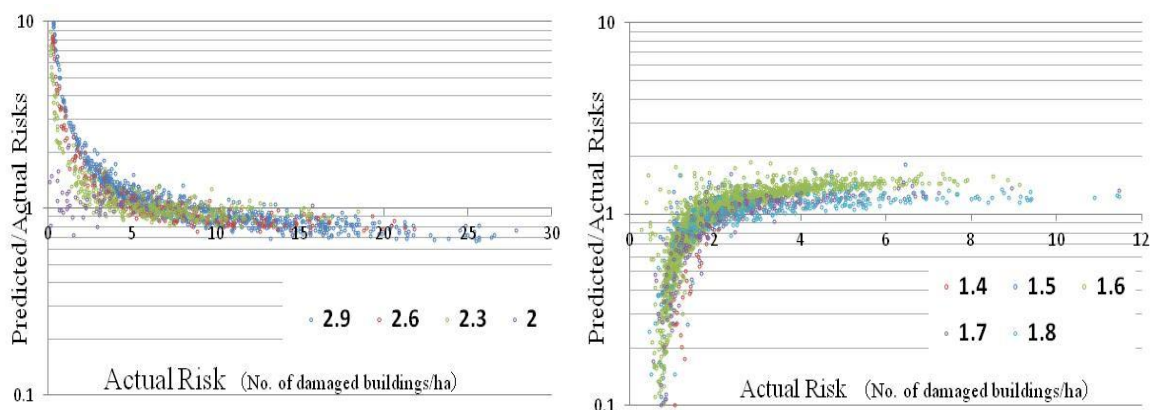 10
1
0.1
0 5 10 15 20 25 30
Predicted/Actual Risks
2.9 2.6 2.3 2
Actual Risk (No. of damaged buildings/ha)
10
1
0.1
0 2 4 6 8 10 12
Predicted/Actual Risks
1.4 1.5 1.6
1.7 1.8
Actual Risk (No. of damaged buildings/ha)